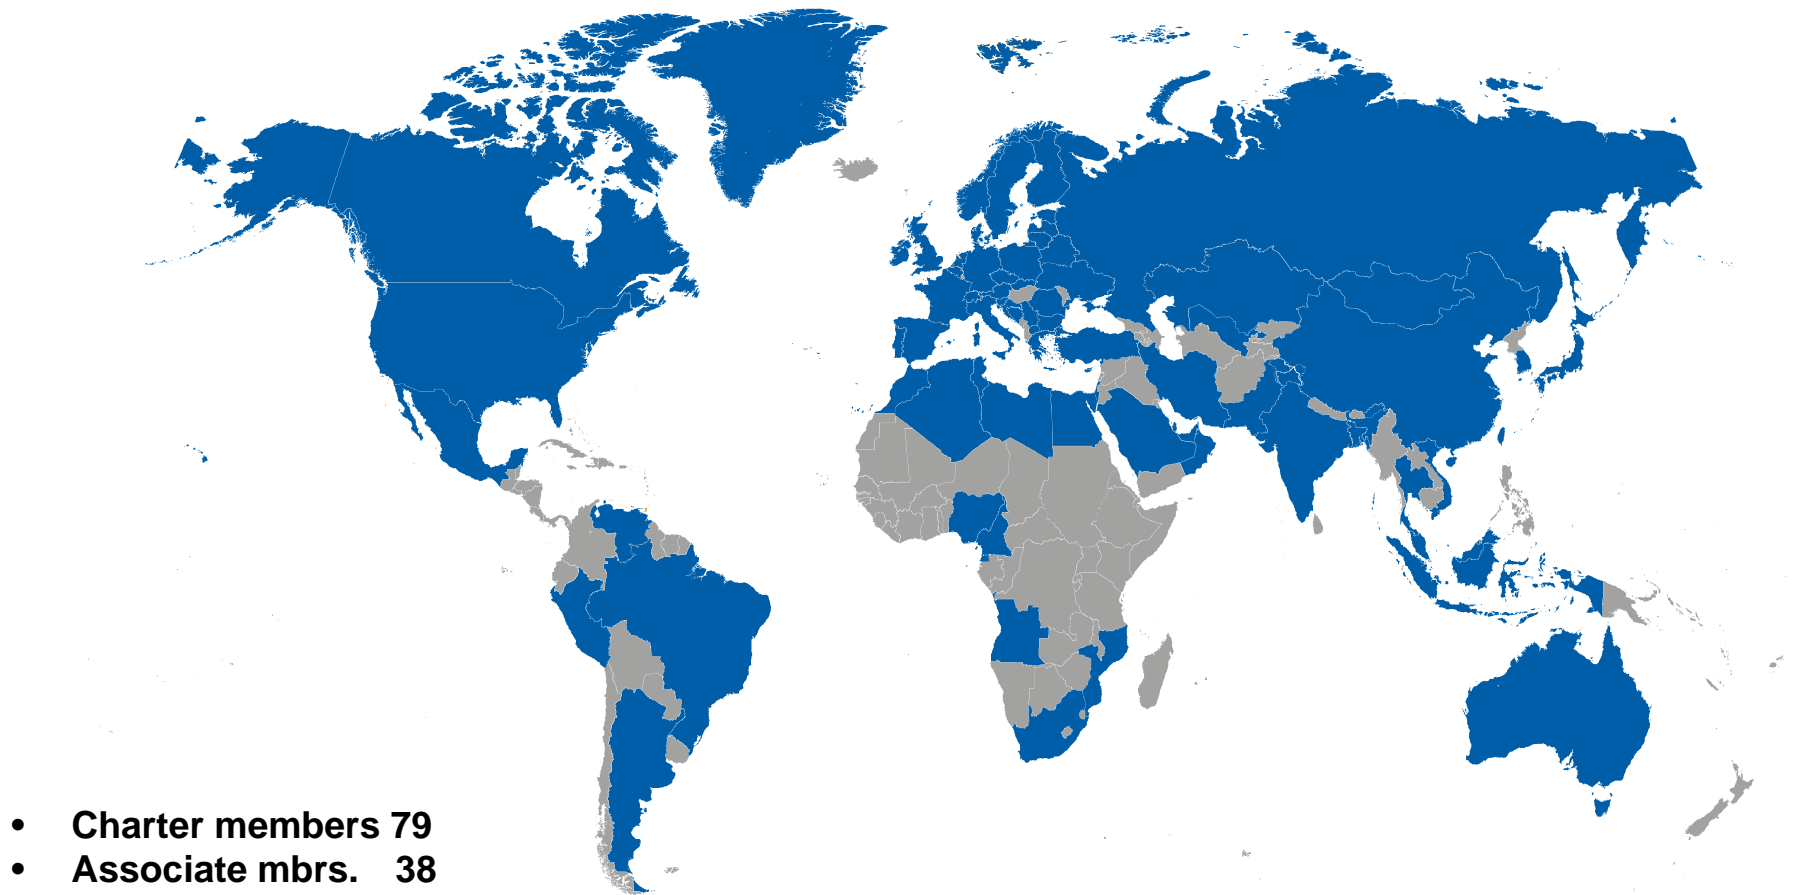 • Charter members 79
• Associate mbrs. 38